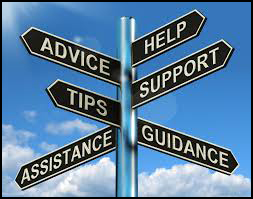 HELP
ADVICE
SUPPORT
TIPS
GUIDANCE
ASSISTANCE